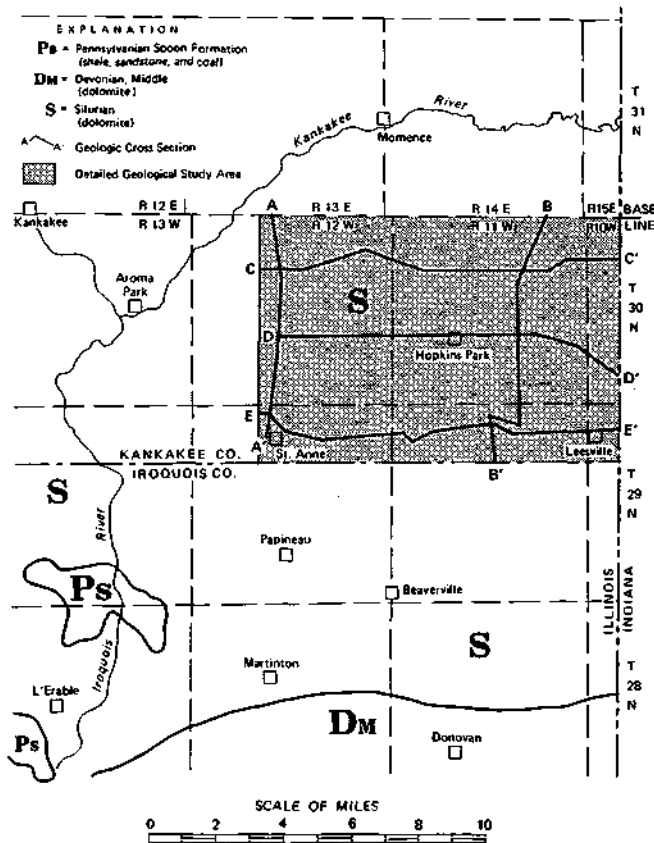 EXPLANATION
Ps = Pennsylvanian Spoon Formation
(shale, sandstone, and coal)
DM = Devonian, Middle
(dolomite)
S = Silurian
(dolomite)
A A' Geologic Cross Section
Detailed Geological Study Area
Kankakee River
Momence
T
31
N
Kankakee
R 12 E
R 13 W
A
R 13 E
R 12 W
R 14 E
R 11 W
B
R15E
R10W
BASE
LINE
Aroma
Park
C
C'
S
T
30
N
D
Hopkins Park
D'
E
E'
A'
St. Anne
Leesville
KANKAKEE CO.
IROQUOIS CO.
B'
T
29
N
S
River
Papineau
Ps
Beaverville
ILLINOIS
INDIANA
Iroquois
S
Martinton
T
28
N
L'Erable
DM
Ps
Donovan
SCALE OF MILES
0 2 4 6 8 10